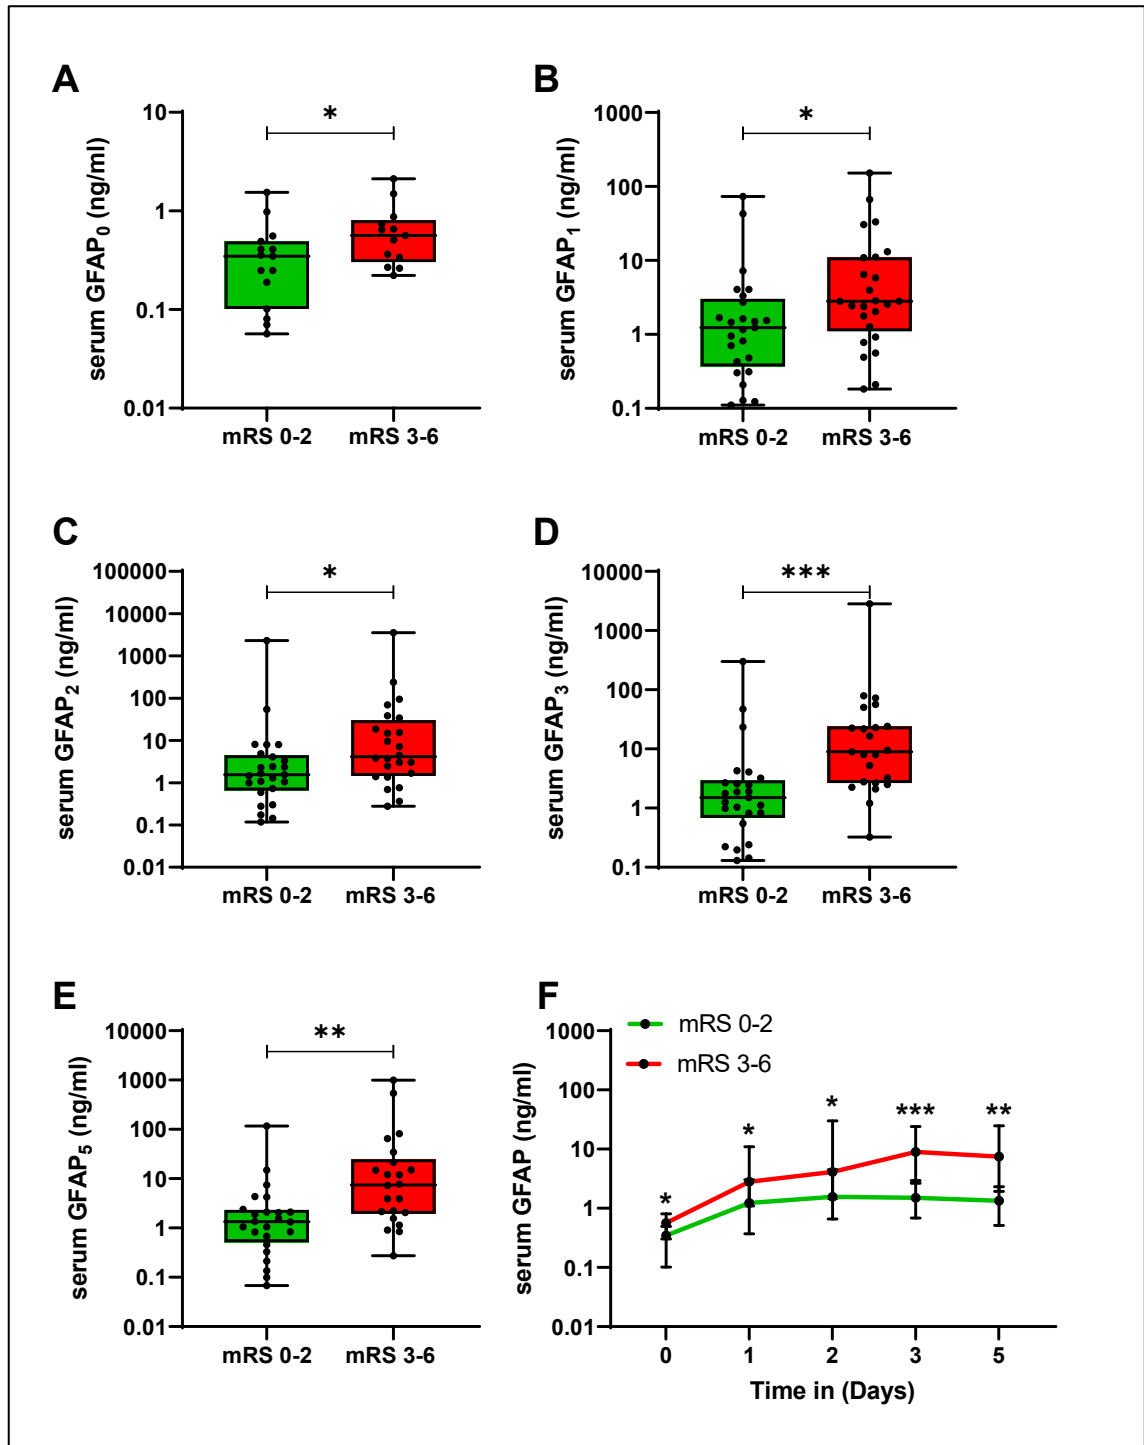 A
serum GFAP0 (ng/ml)
10
1
0.1
0.01
*
mRS 0-2
mRS 3-6
B
serum GFAP1 (ng/ml)
1000
100
10
1
0.1
*
mRS 0-2
mRS 3-6
C
serum GFAP2 (ng/ml)
100000
10000
1000
100
10
1
0.1
0.01
*
mRS 0-2
mRS 3-6
D
serum GFAP3 (ng/ml)
10000
1000
100
10
1
0.1
***
mRS 0-2
mRS 3-6
E
serum GFAP5 (ng/ml)
10000
1000
100
10
1
0.1
0.01
**
mRS 0-2
mRS 3-6
F
serum GFAP (ng/ml)
1000
100
10
1
0.1
0.01
mRS 0-2
mRS 3-6
*
*
*
***
**
0 1 2 3 5
Time in (Days)